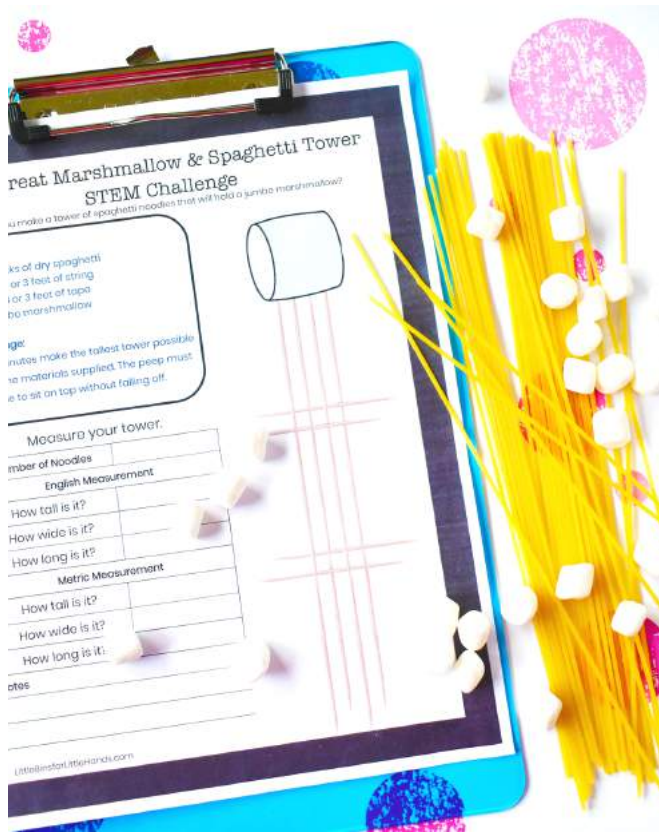 reat Marshmallow & Spaghetti Tower
STEM Challenge
u make a tower of spaghetti noodles that will hold a jumbo marshmallow?
ks of dry spaghetti
or 3 feet of string
or 3 feet of tape
bo marshmallow
ge:
inutes make the tallest tower possible
he materials supplied. The peep must
e to sit on top without falling off.
Measure your tower.
mber of Noodles
English Measurement
How tall is it?
How wide is it?
How long is it?
Metric Measurement
How tall is it?
How wide is it?
How long is it
otes
LittleBinsforLittleHands.com